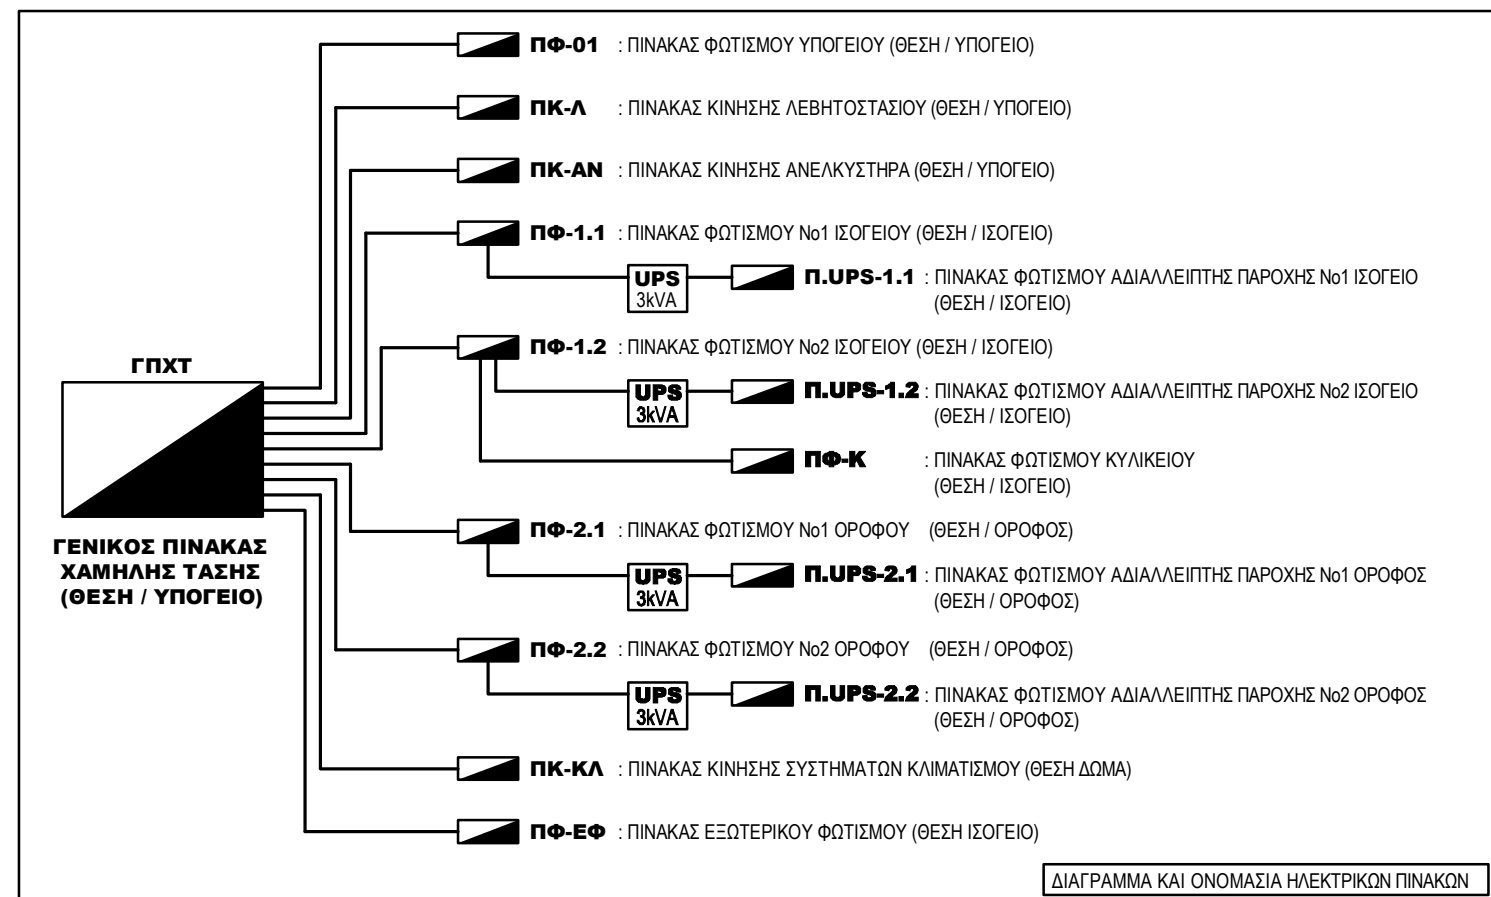 ΠΦ-01 : ΠΙΝΑΚΑΣ ΦΩΤΙΣΜΟΥ ΥΠΟΓΕΙΟΥ (ΘΕΣΗ / ΥΠΟΓΕΙΟ)
ΠΚ-Λ : ΠΙΝΑΚΑΣ ΚΙΝΗΣΗΣ ΛΕΒΗΤΟΣΤΑΣΙΟΥ (ΘΕΣΗ / ΥΠΟΓΕΙΟ)
ΠΚ-ΑΝ : ΠΙΝΑΚΑΣ ΚΙΝΗΣΗΣ ΑΝΕΛΚΥΣΤΗΡΑ (ΘΕΣΗ / ΥΠΟΓΕΙΟ)
ΠΦ-1.1 : ΠΙΝΑΚΑΣ ΦΩΤΙΣΜΟΥ Νο1 ΙΣΟΓΕΙΟΥ (ΘΕΣΗ / ΙΣΟΓΕΙΟ)
UPS
3kVA
Π.UPS-1.1 : ΠΙΝΑΚΑΣ ΦΩΤΙΣΜΟΥ ΑΔΙΑΛΛΕΙΠΤΗΣ ΠΑΡΟΧΗΣ Νο1 ΙΣΟΓΕΙΟ
(ΘΕΣΗ / ΙΣΟΓΕΙΟ)
ΠΦ-1.2 : ΠΙΝΑΚΑΣ ΦΩΤΙΣΜΟΥ Νο2 ΙΣΟΓΕΙΟΥ (ΘΕΣΗ / ΙΣΟΓΕΙΟ)
UPS
3kVA
Π.UPS-1.2 : ΠΙΝΑΚΑΣ ΦΩΤΙΣΜΟΥ ΑΔΙΑΛΛΕΙΠΤΗΣ ΠΑΡΟΧΗΣ Νο2 ΙΣΟΓΕΙΟ
(ΘΕΣΗ / ΙΣΟΓΕΙΟ)
ΠΦ-Κ : ΠΙΝΑΚΑΣ ΦΩΤΙΣΜΟΥ ΚΥΛΙΚΕΙΟΥ
(ΘΕΣΗ / ΙΣΟΓΕΙΟ)
ΓΠΧΤ
ΓΕΝΙΚΟΣ ΠΙΝΑΚΑΣ
ΧΑΜΗΛΗΣ ΤΑΣΗΣ
(ΘΕΣΗ / ΥΠΟΓΕΙΟ)
ΠΦ-2.1 : ΠΙΝΑΚΑΣ ΦΩΤΙΣΜΟΥ Νο1 ΟΡΟΦΟΥ (ΘΕΣΗ / ΟΡΟΦΟΣ)
UPS
3kVA
Π.UPS-2.1 : ΠΙΝΑΚΑΣ ΦΩΤΙΣΜΟΥ ΑΔΙΑΛΛΕΙΠΤΗΣ ΠΑΡΟΧΗΣ Νο1 ΟΡΟΦΟΣ
(ΘΕΣΗ / ΟΡΟΦΟΣ)
ΠΦ-2.2 : ΠΙΝΑΚΑΣ ΦΩΤΙΣΜΟΥ Νο2 ΟΡΟΦΟΥ (ΘΕΣΗ / ΟΡΟΦΟΣ)
UPS
3kVA
Π.UPS-2.2 : ΠΙΝΑΚΑΣ ΦΩΤΙΣΜΟΥ ΑΔΙΑΛΛΕΙΠΤΗΣ ΠΑΡΟΧΗΣ Νο2 ΟΡΟΦΟΣ
(ΘΕΣΗ / ΟΡΟΦΟΣ)
ΠΚ-ΚΛ : ΠΙΝΑΚΑΣ ΚΙΝΗΣΗΣ ΣΥΣΤΗΜΑΤΩΝ ΚΛΙΜΑΤΙΣΜΟΥ (ΘΕΣΗ ΔΩΜΑ)
ΠΦ-ΕΦ : ΠΙΝΑΚΑΣ ΕΞΩΤΕΡΙΚΟΥ ΦΩΤΙΣΜΟΥ (ΘΕΣΗ ΙΣΟΓΕΙΟ)
ΔΙΑΓΡΑΜΜΑ ΚΑΙ ΟΝΟΜΑΣΙΑ ΗΛΕΚΤΡΙΚΩΝ ΠΙΝΑΚΩΝ